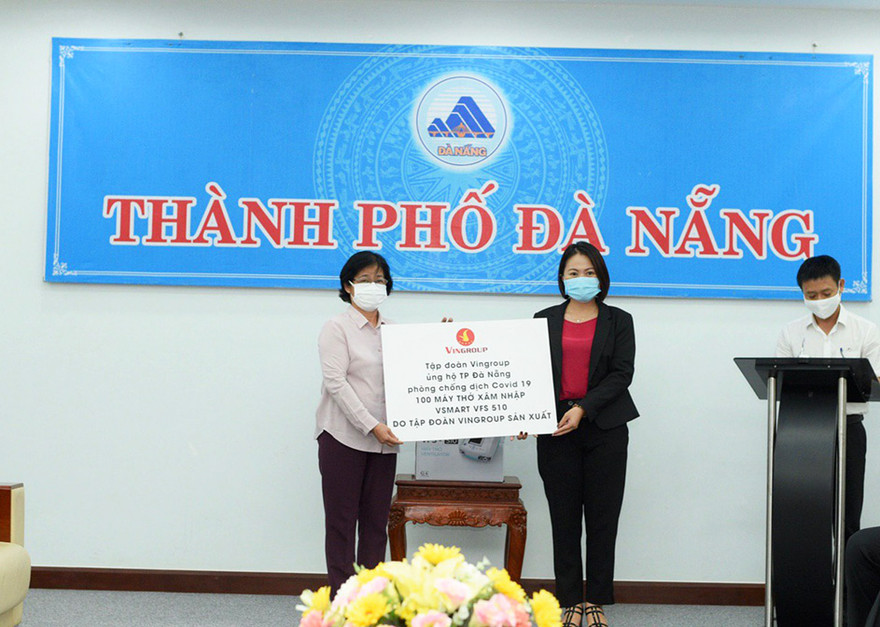 ĐÀ NẴNG
THÀNH PHỐ ĐÀ NẴNG
VINGROUP
Tập đoàn Vingroup
ủng hộ TP Đà Nẵng
phòng chống dịch Covid 19
100 MÁY THỞ XÂM NHẬP
VSMART VFS 510
DO TẬP ĐOÀN VINGROUP SẢN XUẤT